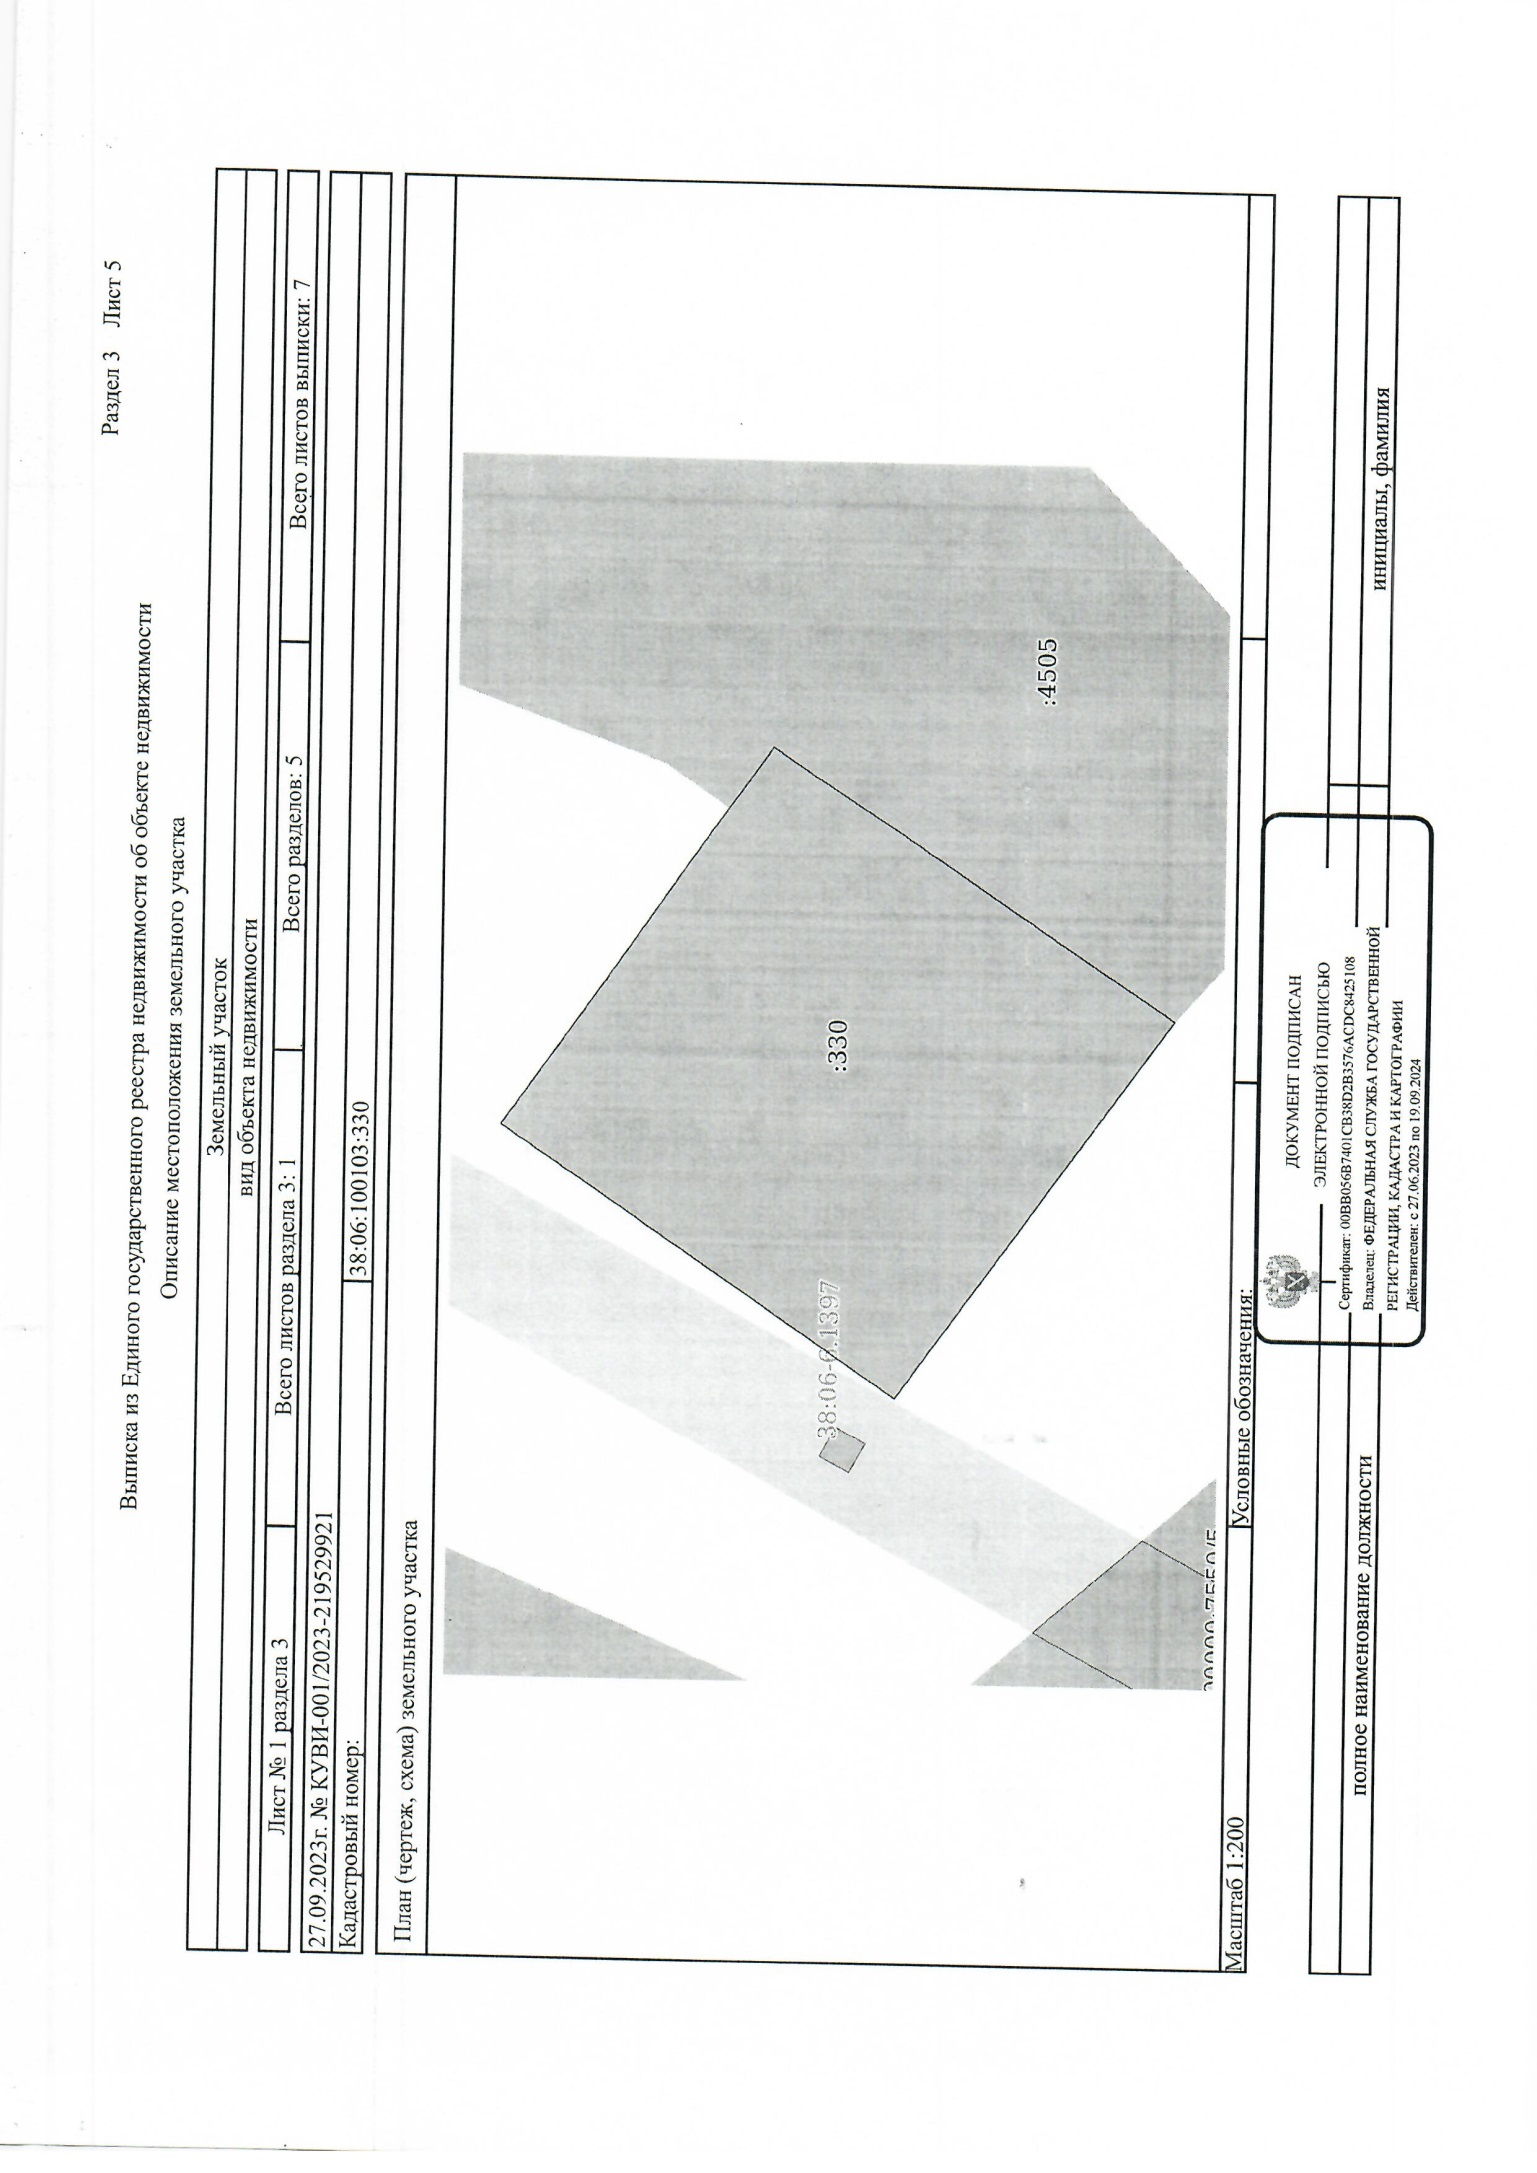 Раздел 3 Лист 5
Выписка из Единого государственного реестра недвижимости об объекте недвижимости
Описание местоположения земельного участка
Земельный участок
вид объекта недвижимости
Лист № 1 раздела 3 Всего листов раздела 3: 1 Всего разделов: 5 Всего листов выписки: 7
27.09.2023г. № КУВИ-001/2023-219529921
Кадастровый номер: 38:06:100103:330
План (чертеж, схема) земельного участка
:330
38:06-6.1397
:4505
Масштаб 1:200 Условные обозначения:
ДОКУМЕНТ ПОДПИСАН
ЭЛЕКТРОННОЙ ПОДПИСЬЮ
Сертификат: 00BB056B7401CB38D2B3576ACDC8425108
Владелец: ФЕДЕРАЛЬНАЯ СЛУЖБА ГОСУДАРСТВЕННОЙ
РЕГИСТРАЦИИ, КАДАСТРА И КАРТОГРАФИИ
Действителен: с 27.06.2023 по 19.09.2024
полное наименование должности инициалы, фамилия